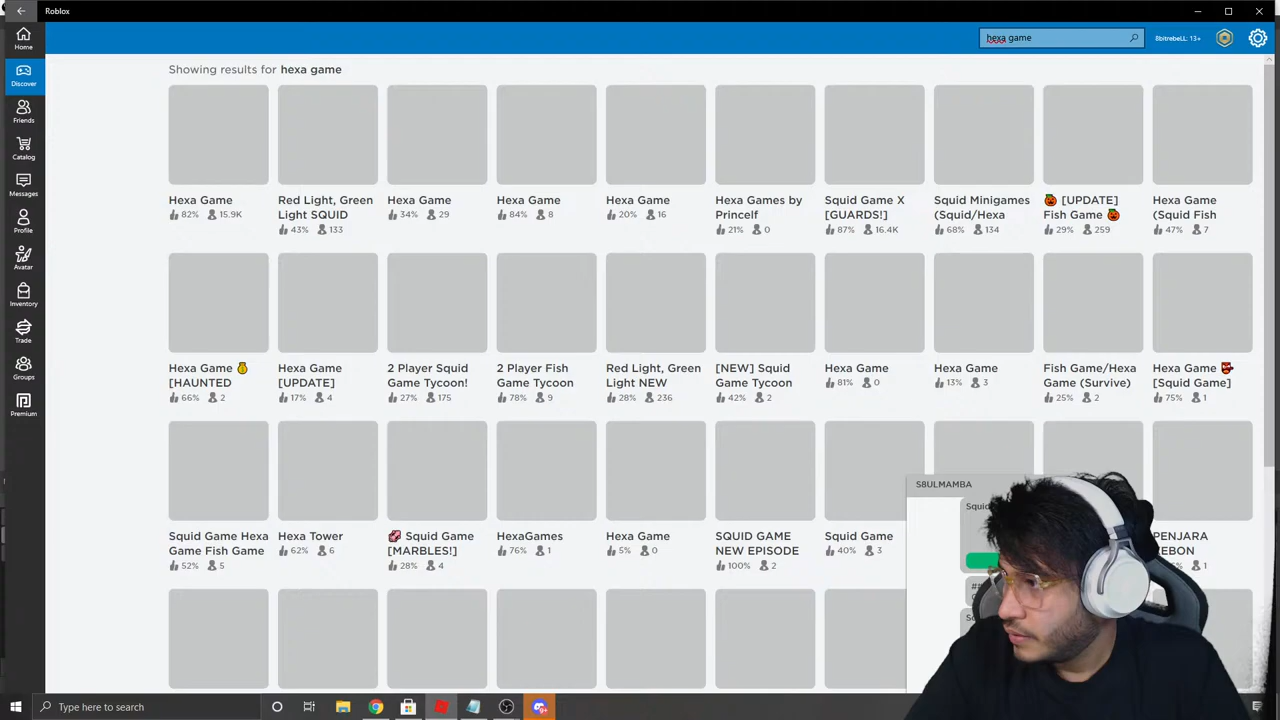 Roblox
Home
Discover
Friends
Catalog
Messages
Profile
Avatar
Inventory
Trade
Groups
Premium
hexa game
8bitrebeLL: 13+
Showing results for hexa game
Hexa Game
82% 15.9K
Red Light, Green
Light SQUID
43% 133
Hexa Game
34% 29
Hexa Game
84% 8
Hexa Game
20% 16
Hexa Games by
Princelf
21% 0
Squid Game X
[GUARDS!]
87% 16.4K
Squid Minigames
(Squid/Hexa
68% 134
[UPDATE]
Fish Game
29% 259
Hexa Game
(Squid Fish
47% 7
Hexa Game
[HAUNTED
66% 2
Hexa Game
[UPDATE]
17% 4
2 Player Squid
Game Tycoon!
27% 175
2 Player Fish
Game Tycoon
78% 9
Red Light, Green
Light NEW
28% 236
[NEW] Squid
Game Tycoon
42% 2
Hexa Game
81% 0
Hexa Game
13% 3
Fish Game/Hexa
Game (Survive)
25% 2
Hexa Game
[Squid Game]
75% 1
Squid Game Hexa
Game Fish Game
52% 5
Hexa Tower
62% 6
Squid Game
[MARBLES!]
28% 4
HexaGames
76% 1
Hexa Game
5% 0
SQUID GAME
NEW EPISODE
100% 2
Squid Game
40% 3
PENJARA
1
S8ULMAMBA
Squid
Type here to search